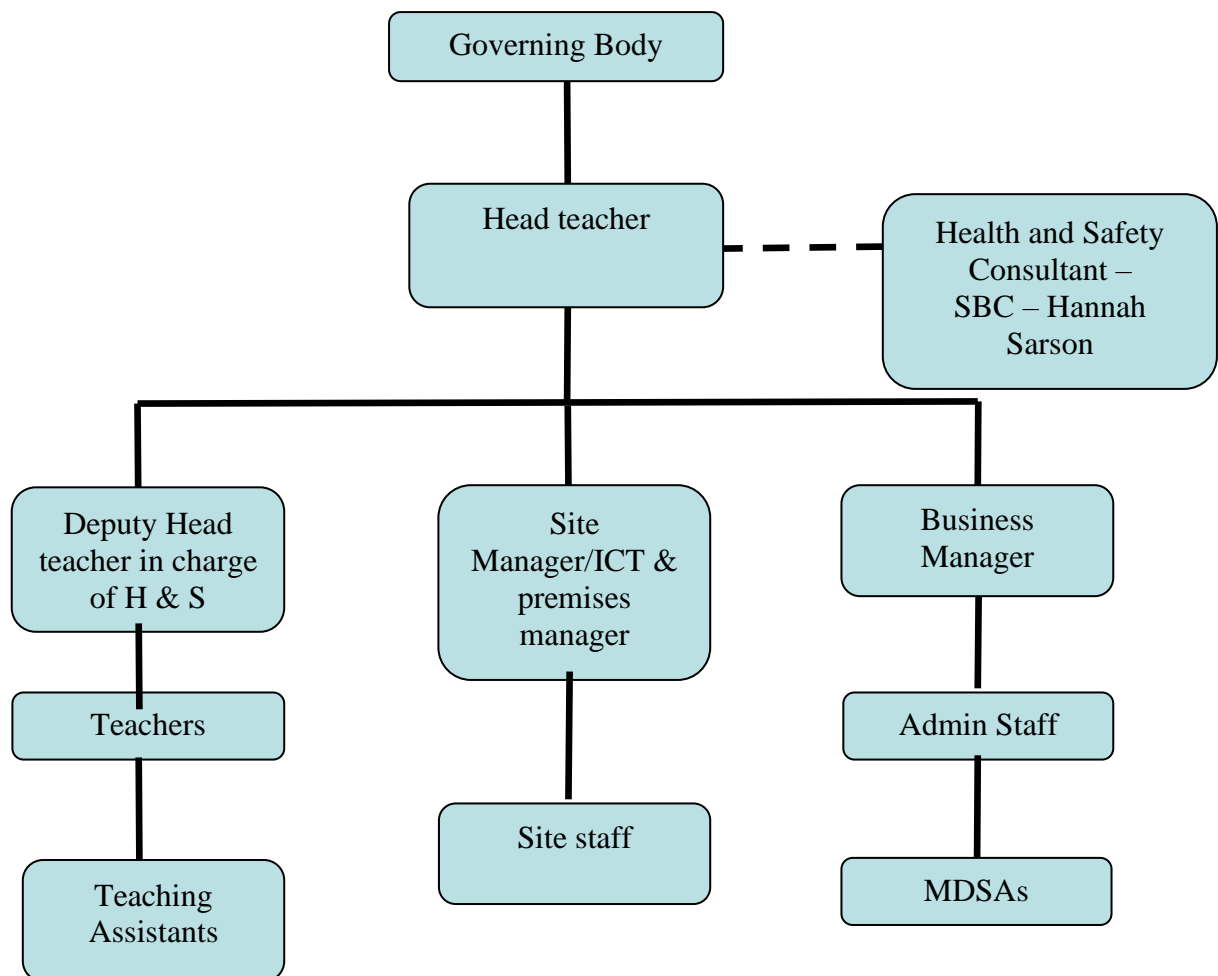 Governing Body
Head teacher
Health and Safety
Consultant –
SBC – Hannah
Sarson
Deputy Head
teacher in charge
of H & S
Site
Manager/ICT &
premises
manager
Business
Manager
Teachers
Admin Staff
Site staff
Teaching
Assistants
MDSAs